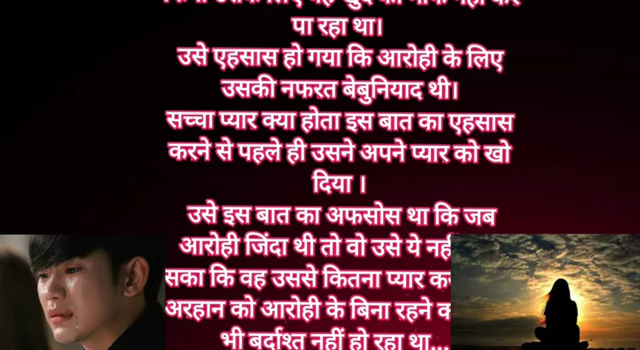 पा रहा था।
उसे एहसास हो गया कि आरोही के लिए
उसकी नफरत बेबुनियाद थी।
सच्चा प्यार क्या होता इस बात का एहसास
करने से पहले ही उसने अपने प्यार को खो
दिया ।
उसे इस बात का अफसोस था कि जब
आरोही जिंदा थी तो वो उसे ये
सका कि वह उससे कितना प्यार
अरहान को आरोही के बिना रहने
भी बर्दाश्त नहीं हो रहा था...